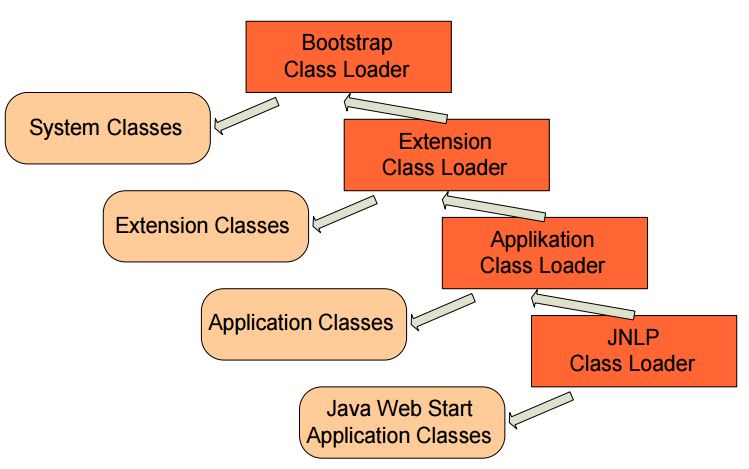 Bootstrap
Class Loader
System Classes
Extension
Class Loader
Extension Classes
Applikation
Class Loader
Application Classes
JNLP
Class Loader
Java Web Start
Application Classes